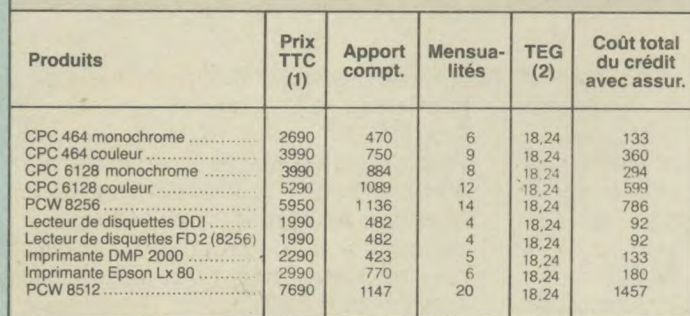 Produits Prix TTC (1) Apport compt. Mensua- lités TEG (2) Coût total du crédit avec assur.
CPC 464 monochrome ............. 2690 470 6 18,24 133
CPC 464 couleur ..................... 3990 750 9 18,24 360
CPC 6128 monochrome .......... 3990 884 8 18,24 294
CPC 6128 couleur ................... 5290 1089 12 18,24 599
PCW 8256 .............................. 5950 1136 14 18,24 786
Lecteur de disquettes DDI ........ 1990 482 4 18,24 92
Lecteur de disquettes FD2 (8256) 1990 482 4 18,24 92
Imprimante DMP 2000 ............. 2290 423 5 18,24 133
Imprimante Epson Lx 80 .......... 2990 770 6 18,24 180
PCW 8512 .............................. 7690 1147 20 18,24 1457